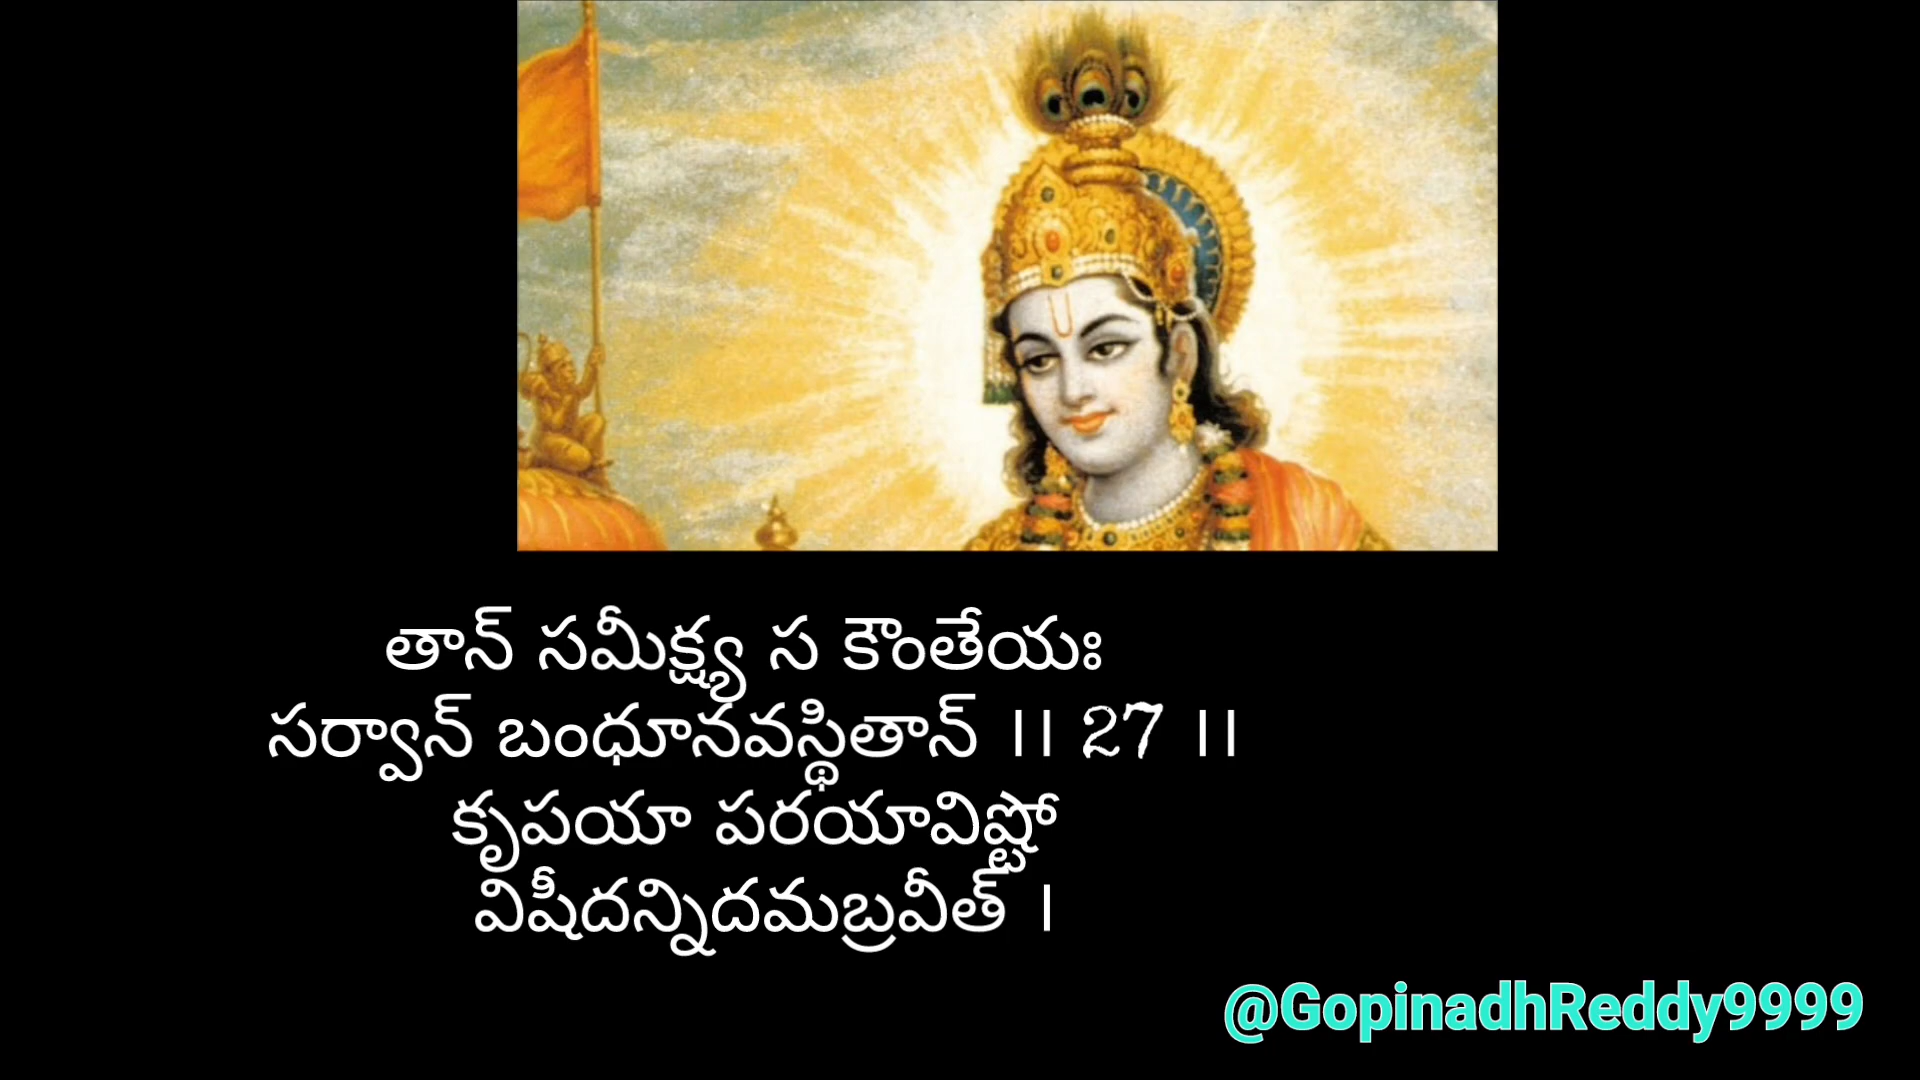 తాన్ సమీక్ష్య స కౌంతేయః
సర్వాన్ బంధూనవస్థితాన్ ।। 27 ।।
కృపయా పరయావిష్టో
విషీదన్నిదమబ్రవీత్ ।
@GopinadhReddy9999